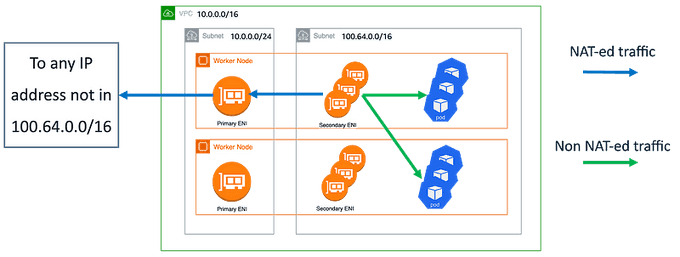 VPC 10.0.0.0/16
Subnet 10.0.0.0/24
Subnet 100.64.0.0/16
To any IP
address not in
100.64.0.0/16
Worker Node
Primary ENI
Secondary ENI
pod
Worker Node
Primary ENI
Secondary ENI
pod
NAT-ed traffic
Non NAT-ed traffic